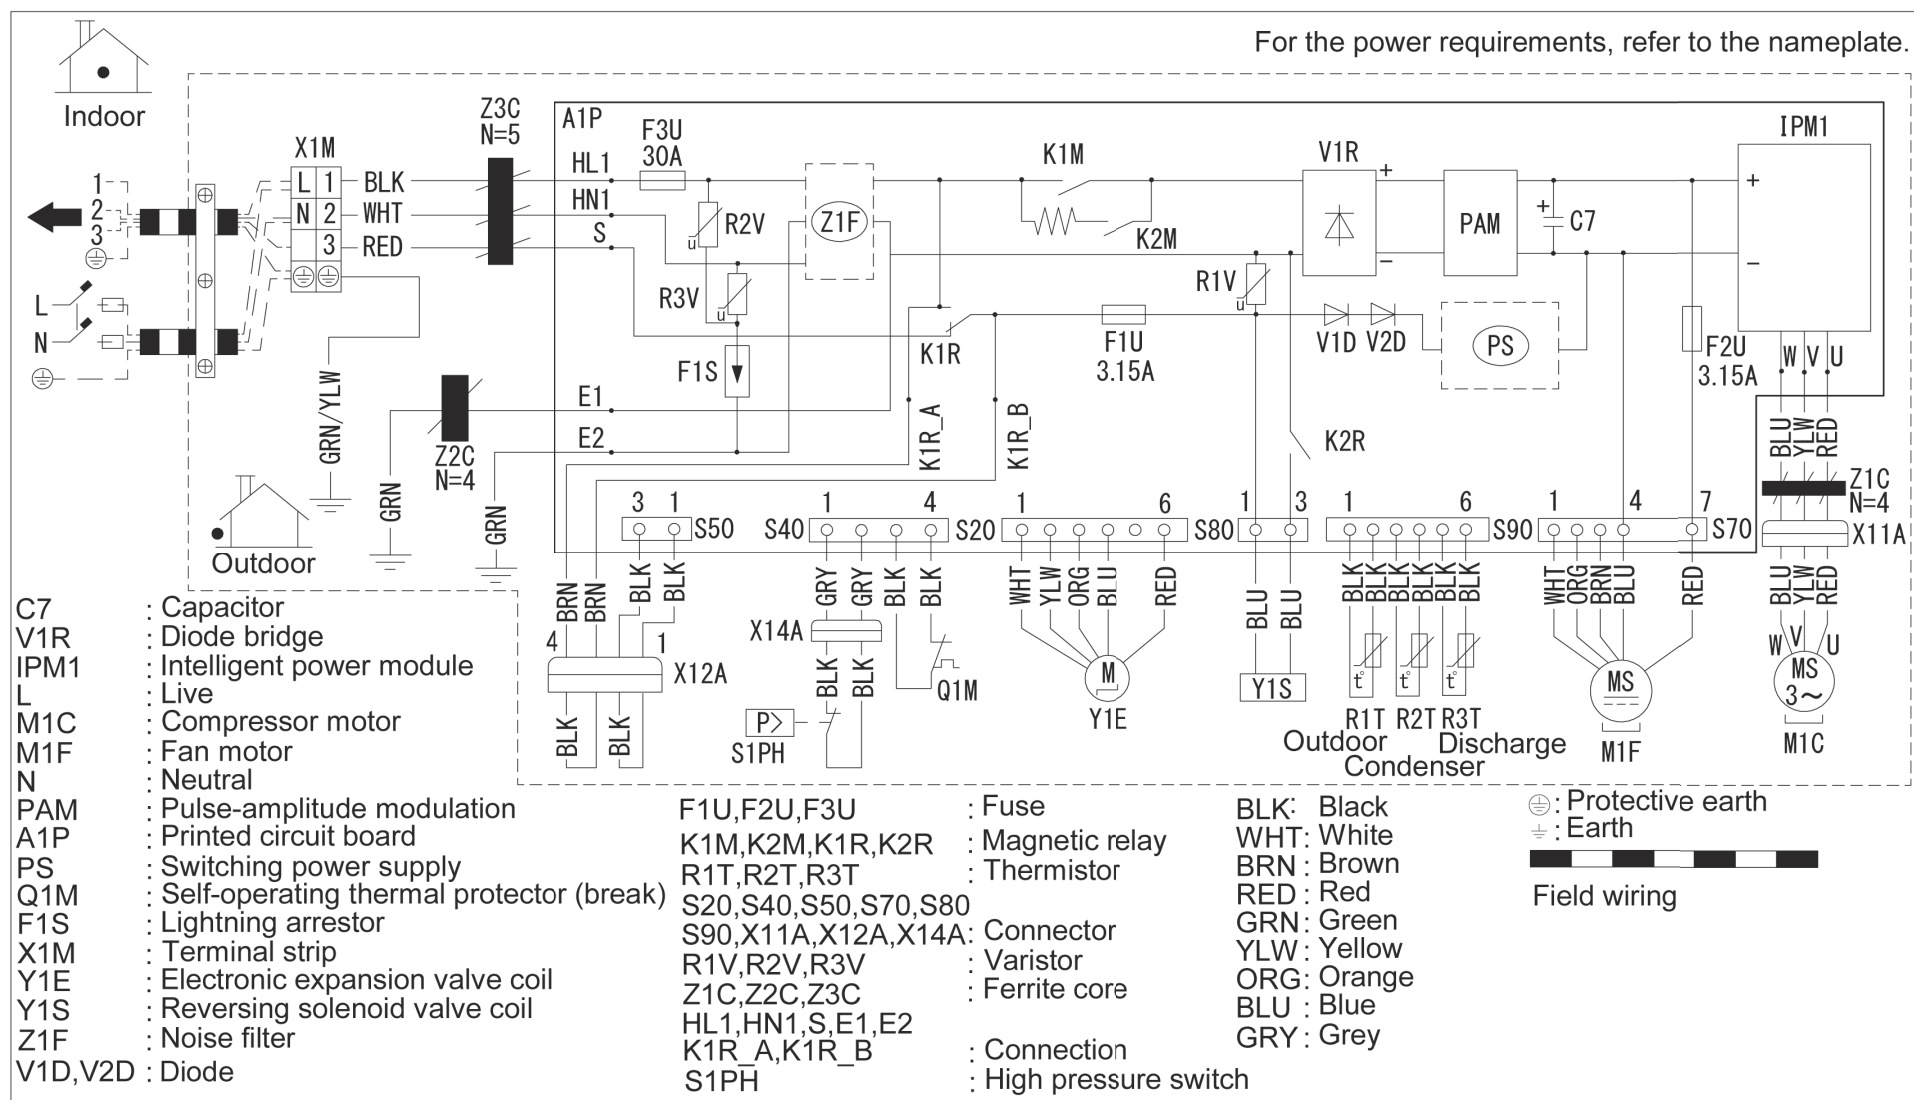 For the power requirements, refer to the nameplate.
Indoor
Z3C
N=5
A1P
F3U
30A
IPM1
X1M
HL1
K1M
V1R
+
1
L 1 BLK
+
2
N 2 WHT
HN1
R2V
Z1F
K2M
PAM
+
C7
3
3 RED
S
u
−
−
R3V
u
R1V
u
L
N
K1R
F1U
3.15A
V1D V2D
PS
F2U
3.15A
W V U
F1S
GRN/YLW
E1
K1R_A
K1R_B
E2
K2R
BLU YLW RED
Z2C
N=4
GRN
GRN
Z1C
N=4
3 1 S50
S40 1 4 S20
1 6 S80
1 3
1 6 S90
1 4 7 S70
X11A
Outdoor
BRN BRN BLK BLK
GRY GRY BLK BLK
WHT YLW ORG BLU RED
BLU BLU
BLK BLK BLK BLK BLK BLK
WHT ORG BRN BLU RED
BLU YLW RED
4 1
X12A
X14A
BLK BLK
BLK BLK
P>
S1PH
Q1M
M
Y1E
Y1S
t° t° t°
R1T R2T R3T
Outdoor Discharge
Condenser
MS
M1F
W V U
MS
3～
M1C
C7 : Capacitor
V1R : Diode bridge
IPM1 : Intelligent power module
L : Live
M1C : Compressor motor
M1F : Fan motor
N : Neutral
PAM : Pulse-amplitude modulation
A1P : Printed circuit board
PS : Switching power supply
Q1M : Self-operating thermal protector (break)
F1S : Lightning arrestor
X1M : Terminal strip
Y1E : Electronic expansion valve coil
Y1S : Reversing solenoid valve coil
Z1F : Noise filter
V1D,V2D : Diode
F1U,F2U,F3U : Fuse
K1M,K2M,K1R,K2R : Magnetic relay
R1T,R2T,R3T : Thermistor
S20,S40,S50,S70,S80
S90,X11A,X12A,X14A: Connector
R1V,R2V,R3V : Varistor
Z1C,Z2C,Z3C : Ferrite core
HL1,HN1,S,E1,E2
K1R_A,K1R_B : Connection
S1PH : High pressure switch
BLK: Black
WHT: White
BRN: Brown
RED: Red
GRN: Green
YLW: Yellow
ORG: Orange
BLU: Blue
GRY: Grey
: Protective earth
: Earth
Field wiring